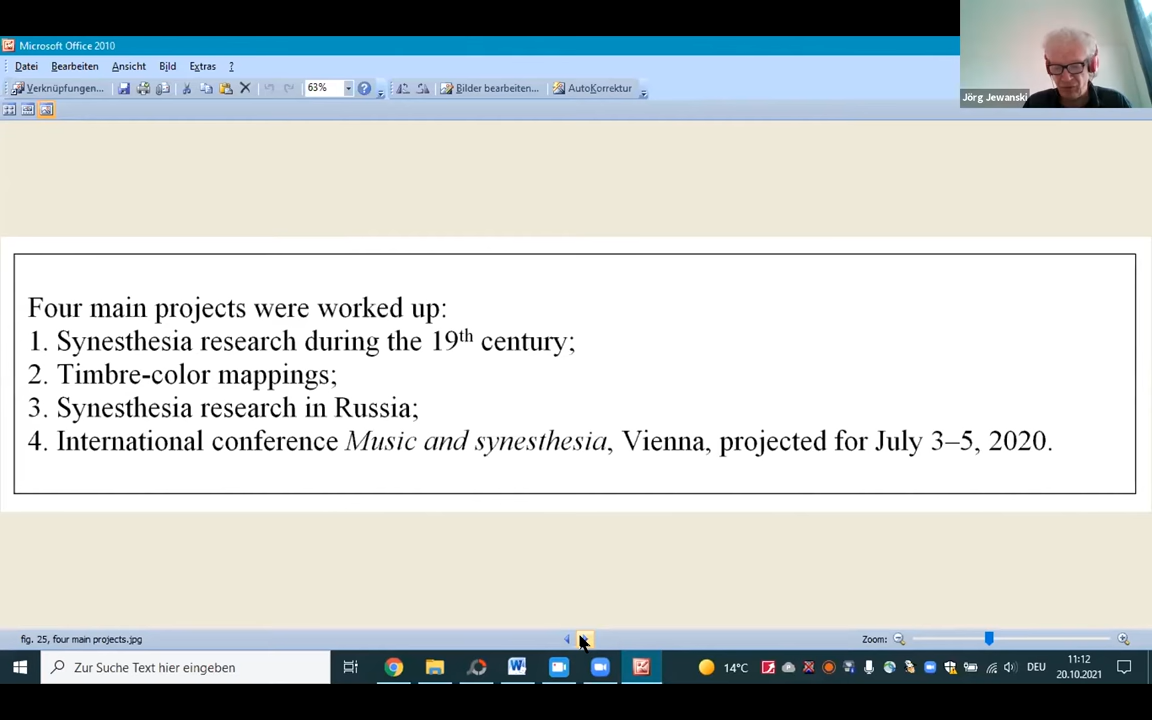 Microsoft Office 2010
Datei Bearbeiten Ansicht Bild Extras ?
Verknüpfungen... 63% Bilder bearbeiten... AutoKorrektur
Jörg Jewanski
Four main projects were worked up:
1. Synesthesia research during the 19th century;
2. Timbre-color mappings;
3. Synesthesia research in Russia;
4. International conference Music and synesthesia, Vienna, projected for July 3–5, 2020.
fig. 25, four main projects.jpg Zoom:
Zur Suche Text hier eingeben 14°C DEU 11:12
20.10.2021